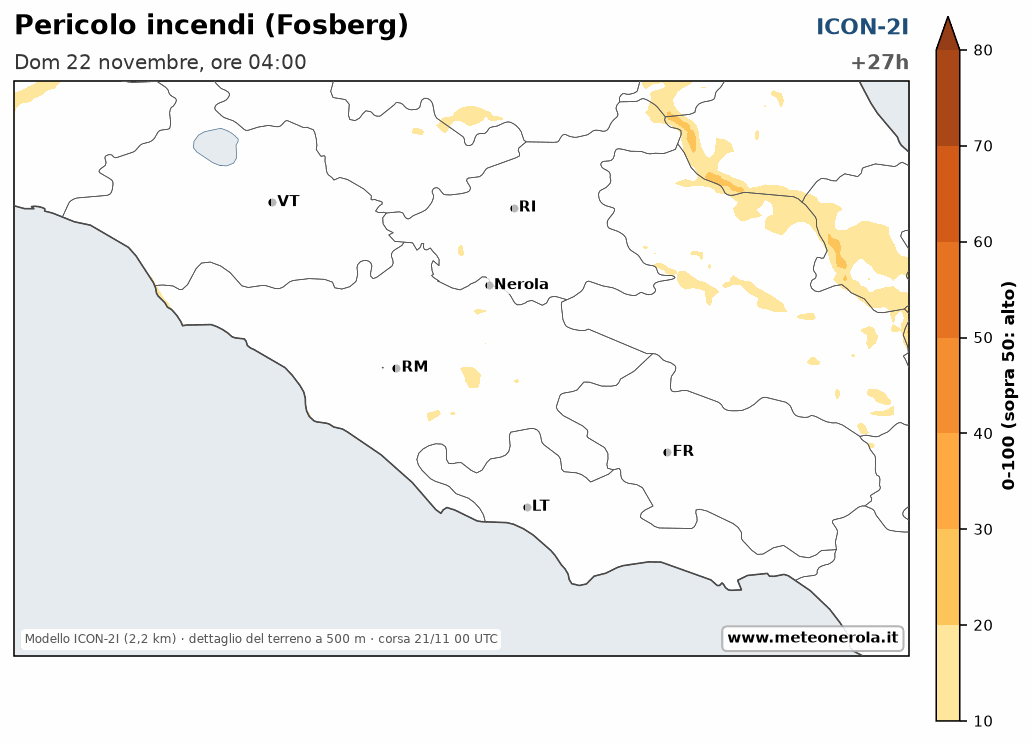 Pericolo incendi (Fosberg)
ICON-2I
Dom 22 novembre, ore 04:00
+27h
80
70
60
50
40
30
20
10
0-100 (sopra 50: alto)
VT
RI
Nerola
RM
FR
LT
Modello ICON-2I (2,2 km) · dettaglio del terreno a 500 m · corsa 21/11 00 UTC
www.meteonerola.it